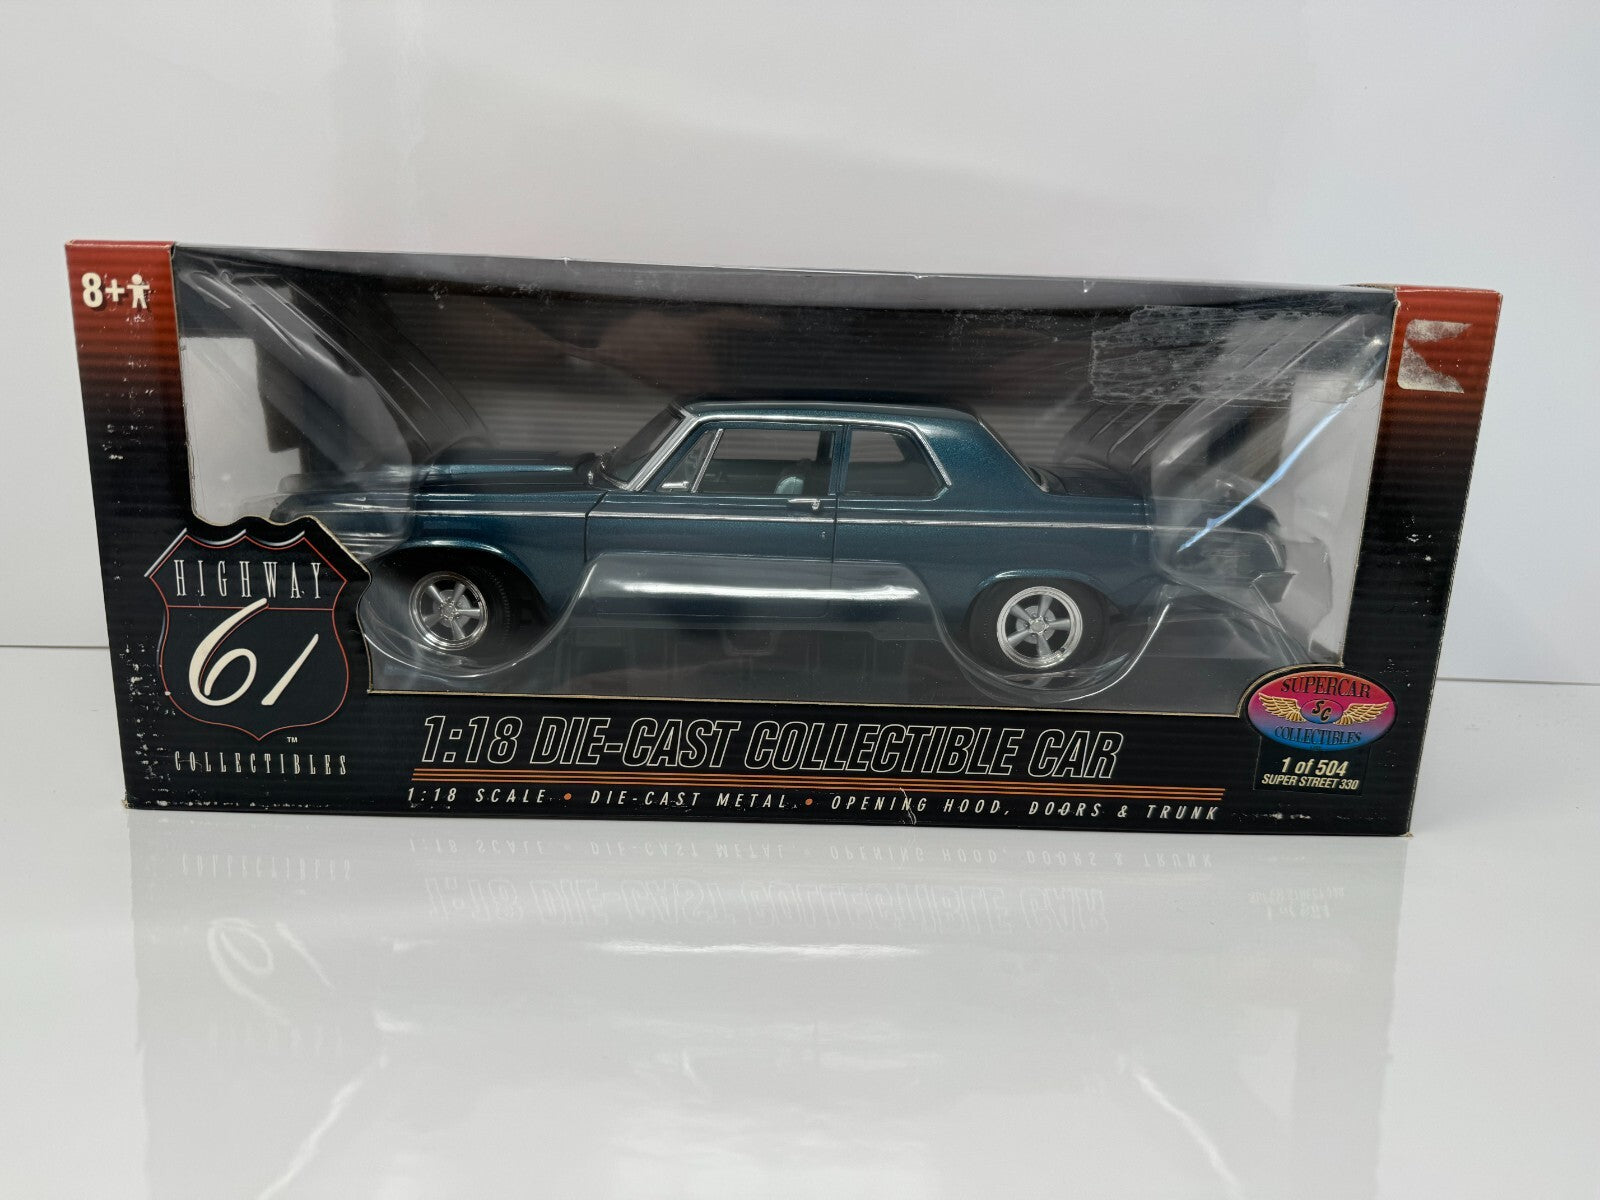 8+
HIGHWAY
61
™
COLLECTIBLES
1:18 DIE-CAST COLLECTIBLE CAR
1:18 SCALE • DIE-CAST METAL • OPENING HOOD, DOORS & TRUNK
SUPERCAR
SC
COLLECTIBLES
1 of 504
SUPER STREET 330